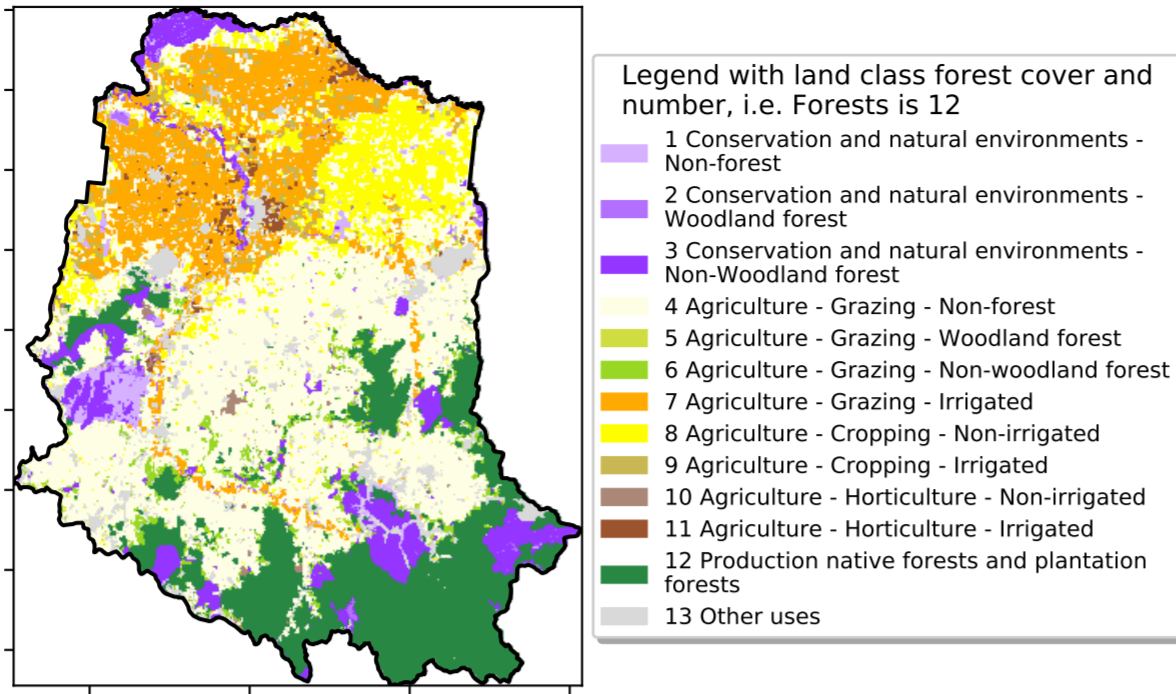 Legend with land class forest cover and
number, i.e. Forests is 12
1 Conservation and natural environments -
Non-forest
2 Conservation and natural environments -
Woodland forest
3 Conservation and natural environments -
Non-Woodland forest
4 Agriculture - Grazing - Non-forest
5 Agriculture - Grazing - Woodland forest
6 Agriculture - Grazing - Non-woodland forest
7 Agriculture - Grazing - Irrigated
8 Agriculture - Cropping - Non-irrigated
9 Agriculture - Cropping - Irrigated
10 Agriculture - Horticulture - Non-irrigated
11 Agriculture - Horticulture - Irrigated
12 Production native forests and plantation
forests
13 Other uses